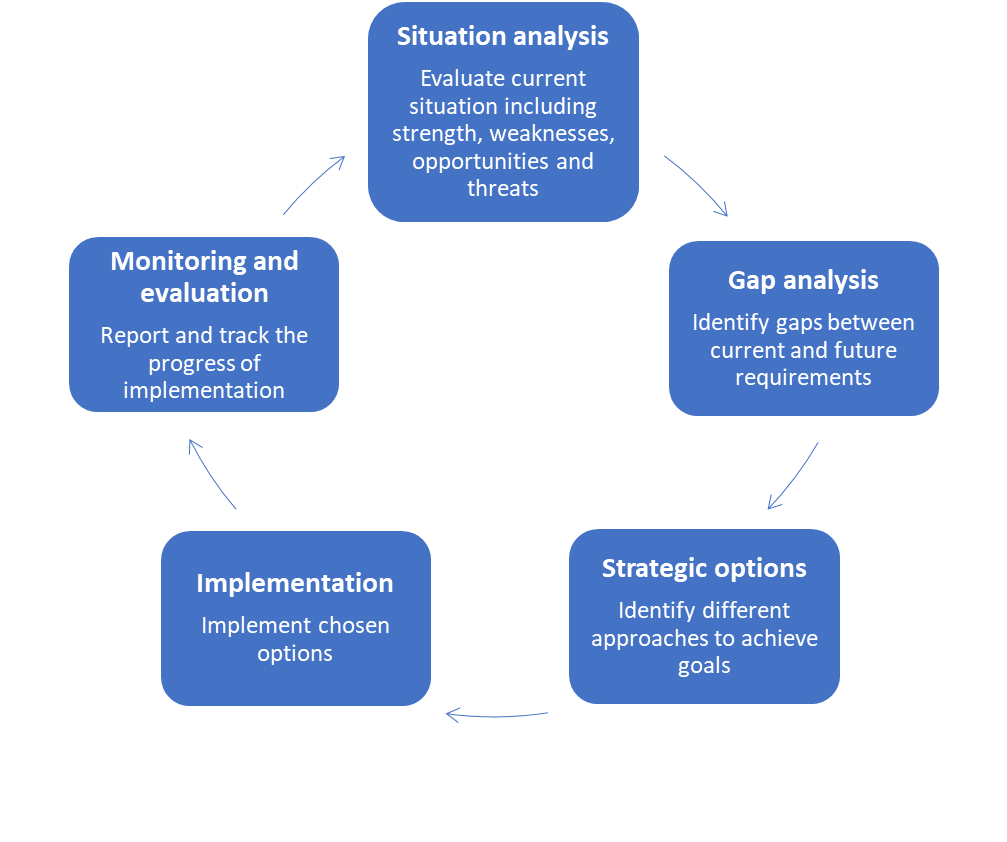 Situation analysis
Evaluate current
situation including
strength, weaknesses,
opportunities and
threats
Gap analysis
Identify gaps between
current and future
requirements
Strategic options
Identify different
approaches to achieve
goals
Implementation
Implement chosen
options
Monitoring and
evaluation
Report and track the
progress of
implementation